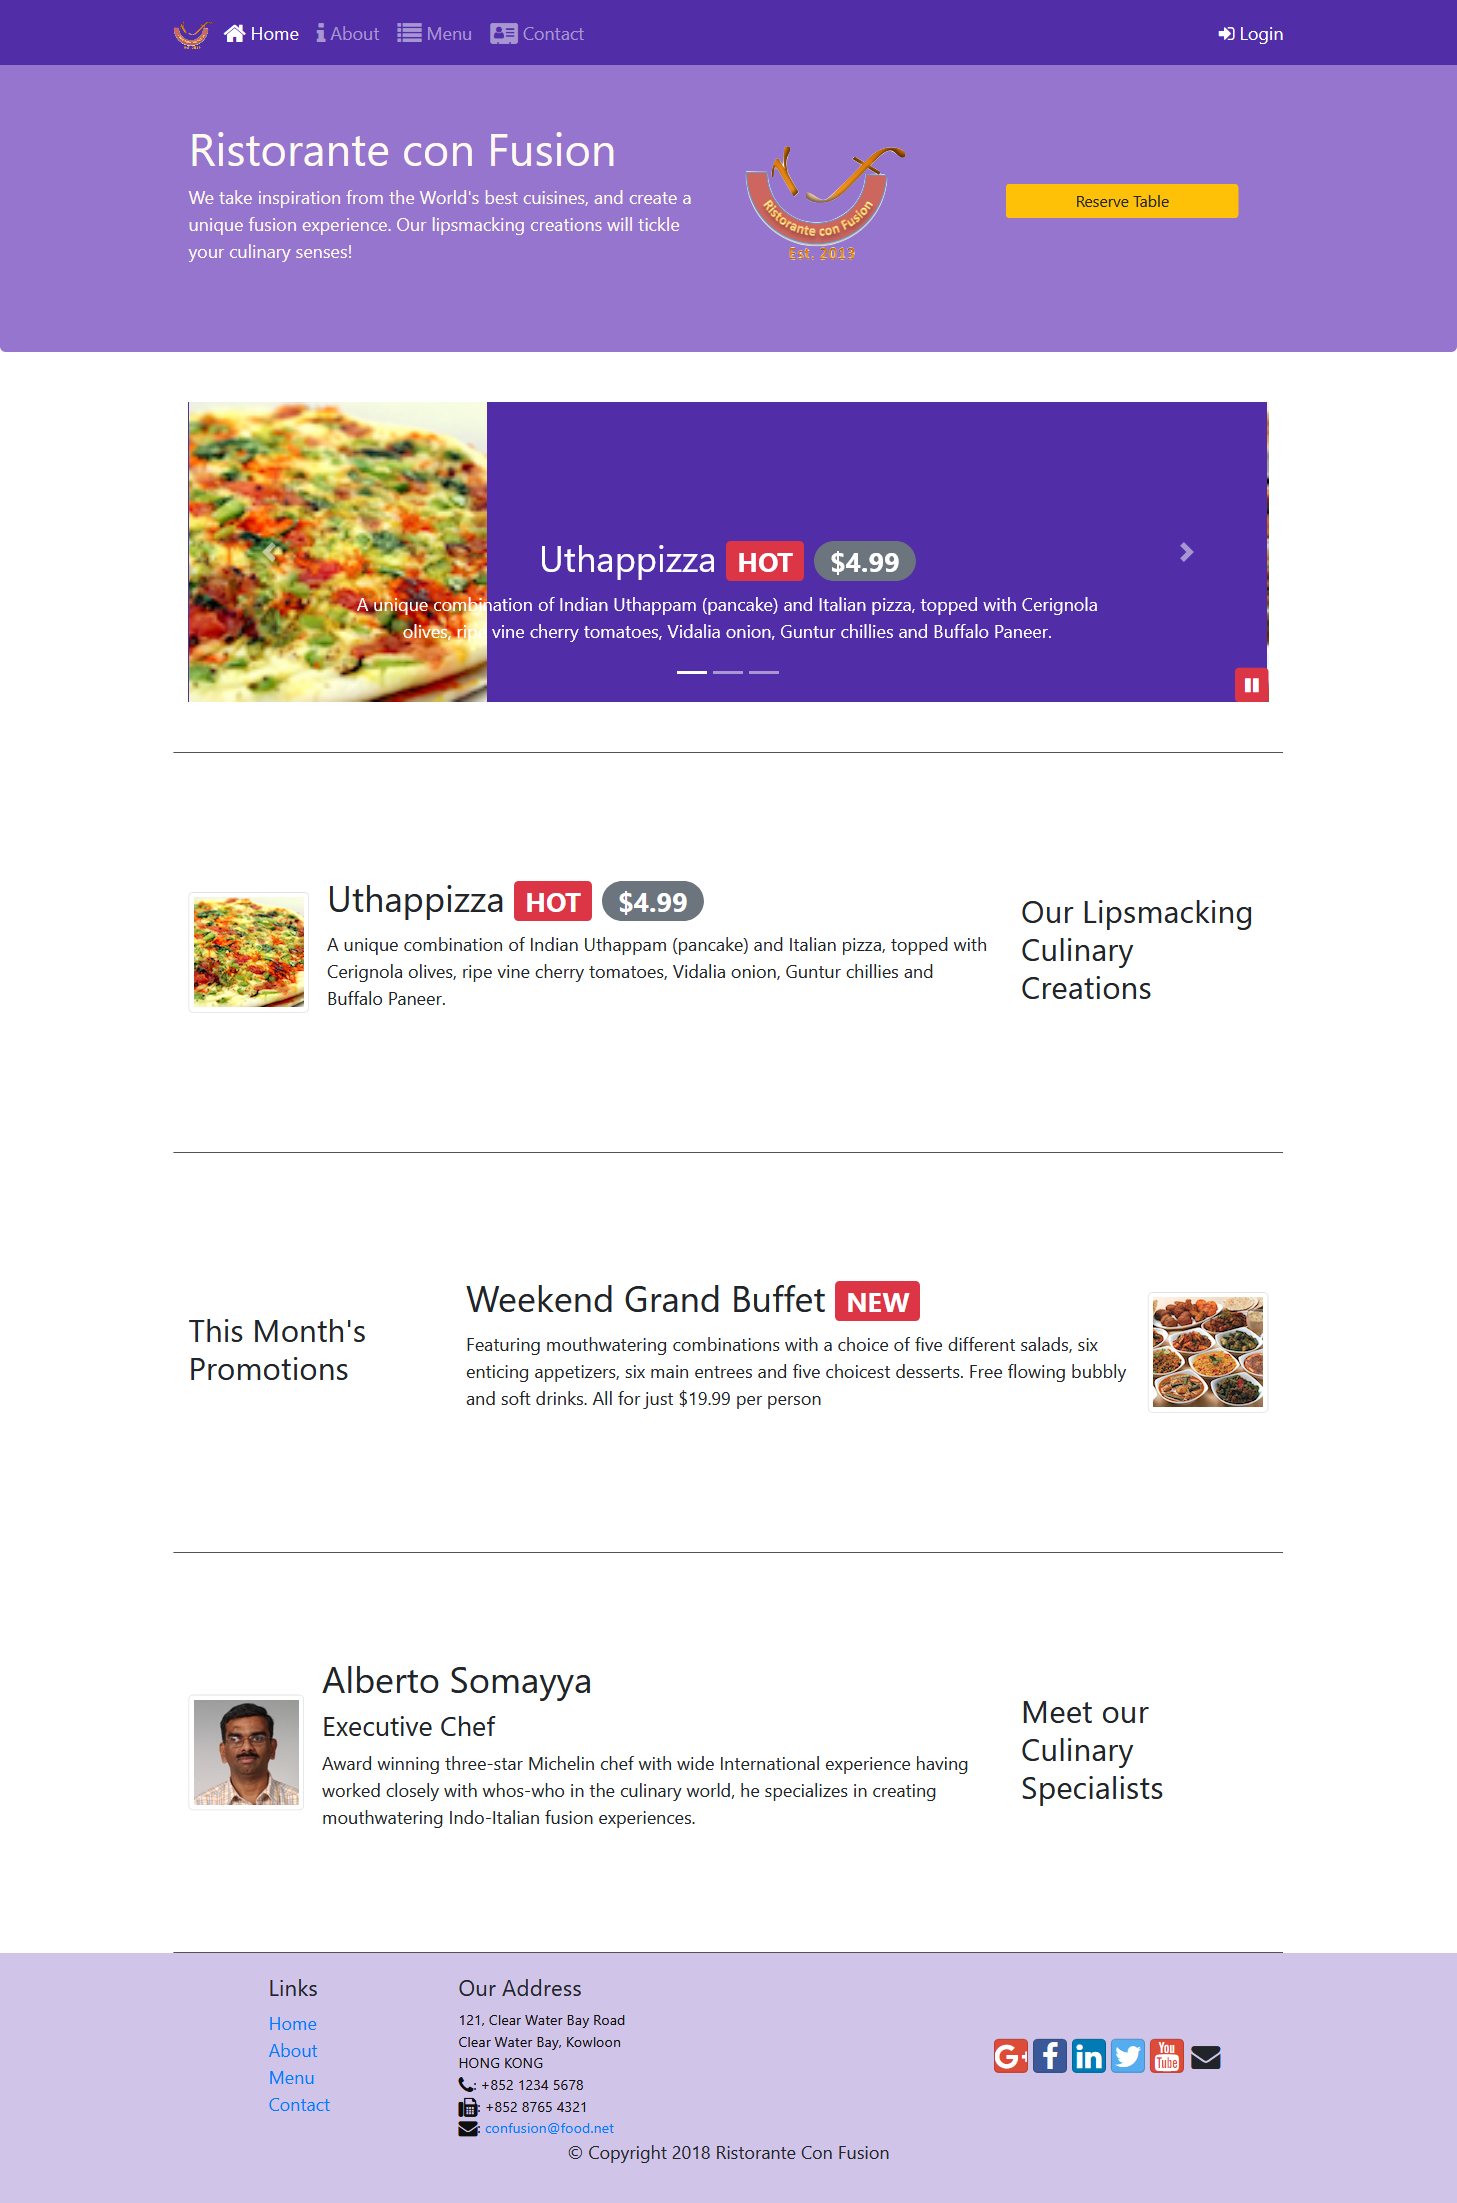 Home About Menu Contact Login
Ristorante con Fusion
We take inspiration from the World's best cuisines, and create a
unique fusion experience. Our lipsmacking creations will tickle
your culinary senses!
Ristorante con Fusion
Est. 2013
Reserve Table
Uthappizza HOT $4.99
A unique combination of Indian Uthappam (pancake) and Italian pizza, topped with Cerignola
olives, ripe vine cherry tomatoes, Vidalia onion, Guntur chillies and Buffalo Paneer.
Uthappizza HOT $4.99
A unique combination of Indian Uthappam (pancake) and Italian pizza, topped with
Cerignola olives, ripe vine cherry tomatoes, Vidalia onion, Guntur chillies and
Buffalo Paneer.
Our Lipsmacking
Culinary
Creations
This Month's
Promotions
Weekend Grand Buffet NEW
Featuring mouthwatering combinations with a choice of five different salads, six
enticing appetizers, six main entrees and five choicest desserts. Free flowing bubbly
and soft drinks. All for just $19.99 per person
Alberto Somayya
Executive Chef
Award winning three-star Michelin chef with wide International experience having
worked closely with whos-who in the culinary world, he specializes in creating
mouthwatering Indo-Italian fusion experiences.
Meet our
Culinary
Specialists
Links
Home
About
Menu
Contact
Our Address
121, Clear Water Bay Road
Clear Water Bay, Kowloon
HONG KONG
: +852 1234 5678
: +852 8765 4321
: confusion@food.net
G+ f in You Tube
© Copyright 2018 Ristorante Con Fusion